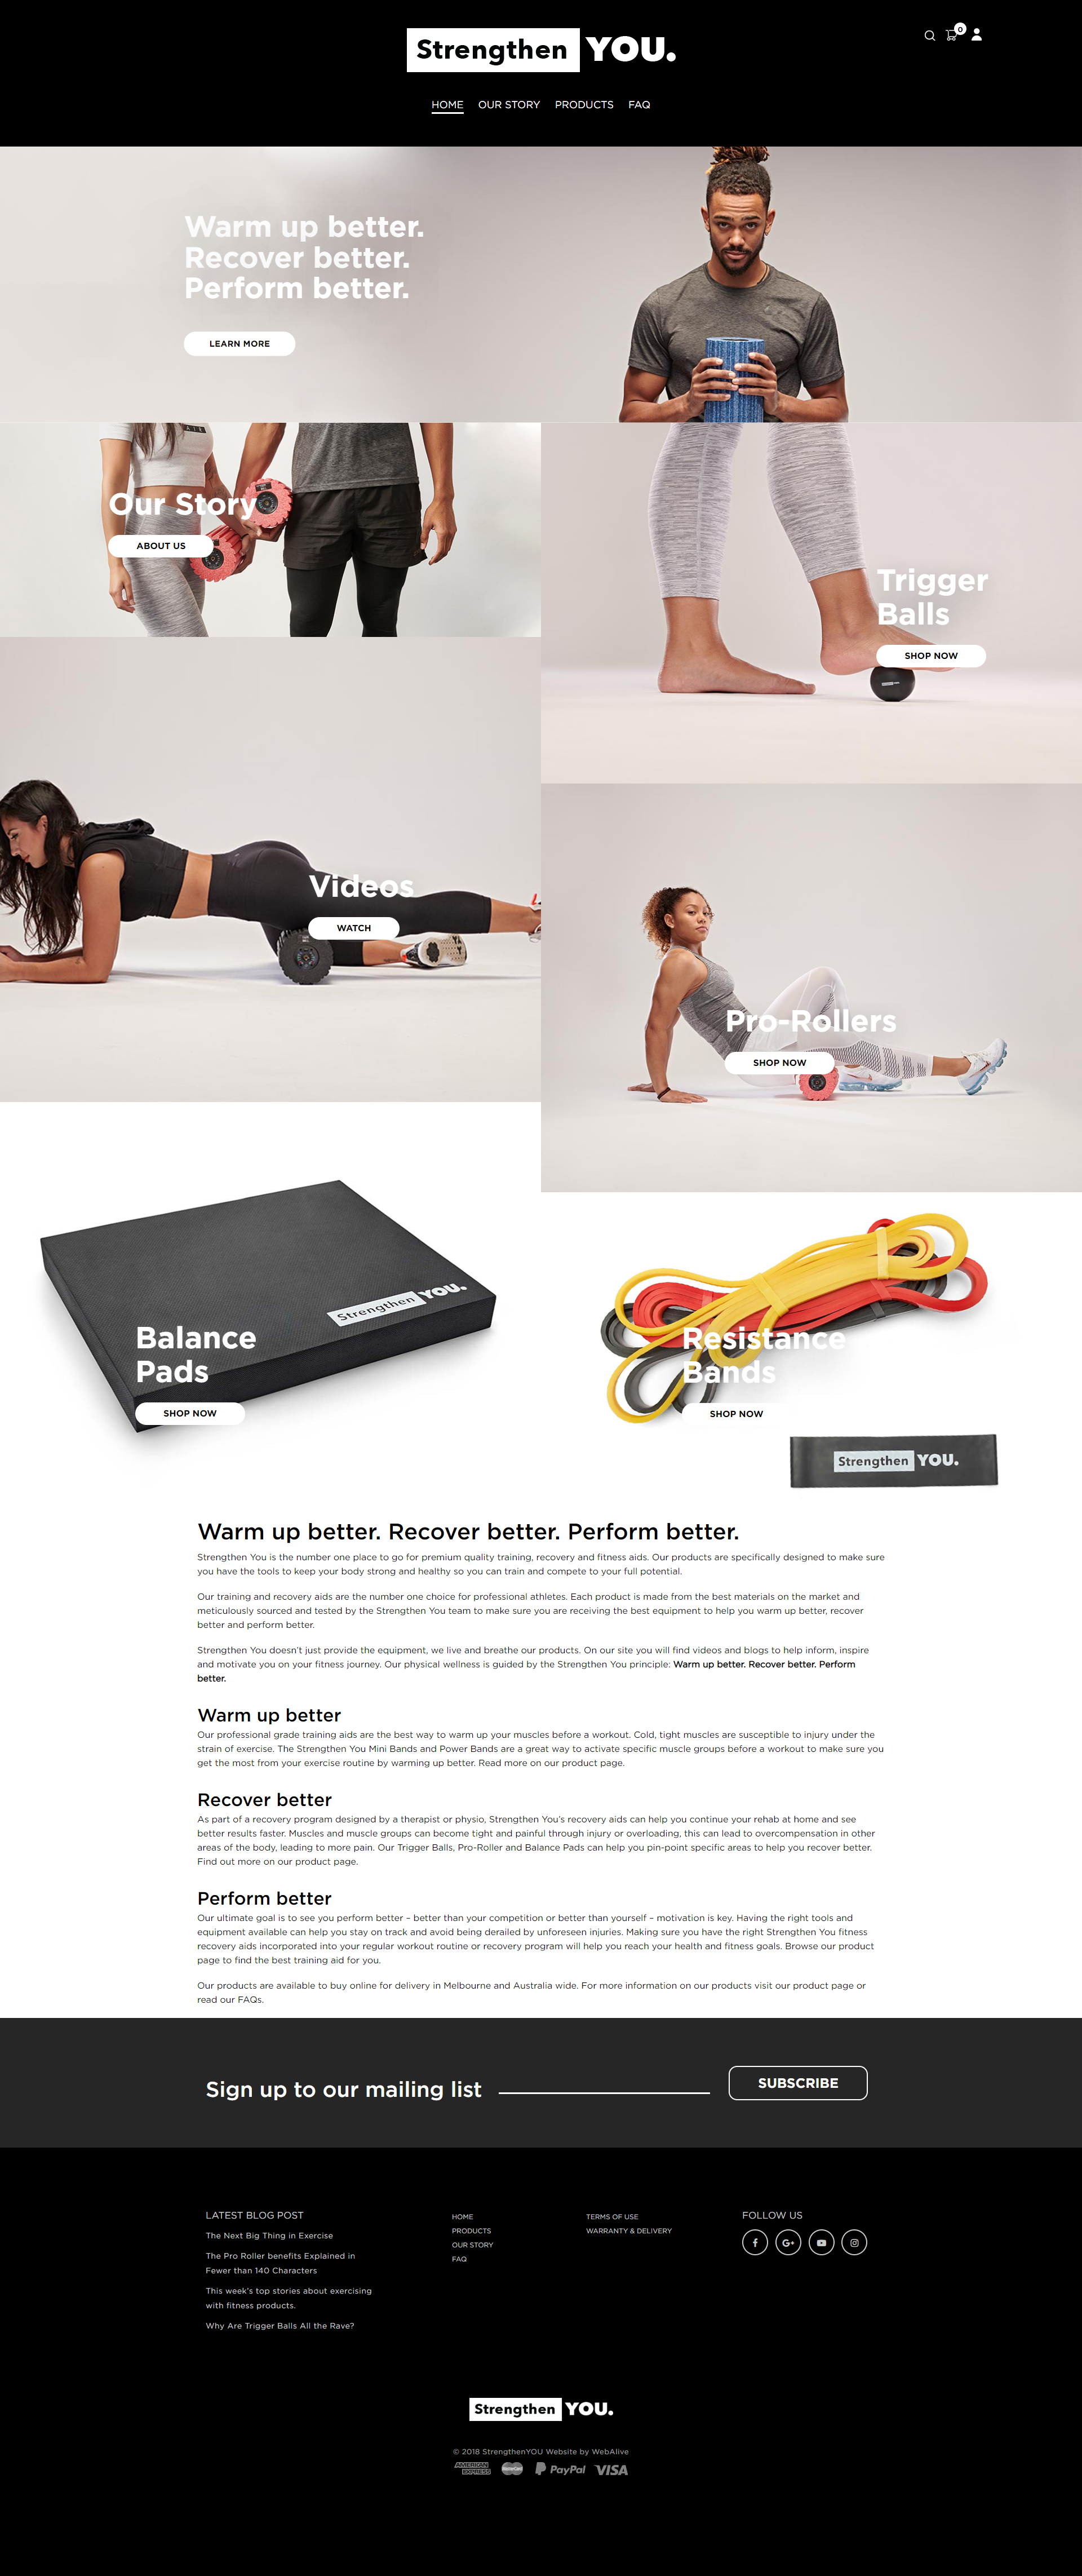 Strengthen YOU.
0
HOME OUR STORY PRODUCTS FAQ
Warm up better.
Recover better.
Perform better.
LEARN MORE
Our Story
ABOUT US
Trigger
Balls
SHOP NOW
Videos
WATCH
Pro-Rollers
SHOP NOW
Strengthen YOU.
Balance
Pads
SHOP NOW
Resistance
Bands
SHOP NOW
Strengthen YOU.
Warm up better. Recover better. Perform better.
Strengthen You is the number one place to go for premium quality training, recovery and fitness aids. Our products are specifically designed to make sure
you have the tools to keep your body strong and healthy so you can train and compete to your full potential.
Our training and recovery aids are the number one choice for professional athletes. Each product is made from the best materials on the market and
meticulously sourced and tested by the Strengthen You team to make sure you are receiving the best equipment to help you warm up better, recover
better and perform better.
Strengthen You doesn't just provide the equipment, we live and breathe our products. On our site you will find videos and blogs to help inform, inspire
and motivate you on your fitness journey. Our physical wellness is guided by the Strengthen You principle: Warm up better. Recover better. Perform
better.
Warm up better
Our professional grade training aids are the best way to warm up your muscles before a workout. Cold, tight muscles are susceptible to injury under the
strain of exercise. The Strengthen You Mini Bands and Power Bands are a great way to activate specific muscle groups before a workout to make sure you
get the most from your exercise routine by warming up better. Read more on our product page.
Recover better
As part of a recovery program designed by a therapist or physio, Strengthen You's recovery aids can help you continue your rehab at home and see
better results faster. Muscles and muscle groups can become tight and painful through injury or overloading, this can lead to overcompensation in other
areas of the body, leading to more pain. Our Trigger Balls, Pro-Roller and Balance Pads can help you pin-point specific areas to help you recover better.
Find out more on our product page.
Perform better
Our ultimate goal is to see you perform better – better than your competition or better than yourself – motivation is key. Having the right tools and
equipment available can help you stay on track and avoid being derailed by unforeseen injuries. Making sure you have the right Strengthen You fitness
recovery aids incorporated into your regular workout routine or recovery program will help you reach your health and fitness goals. Browse our product
page to find the best training aid for you.
Our products are available to buy online for delivery in Melbourne and Australia wide. For more information on our products visit our product page or
read our FAQs.
Sign up to our mailing list
SUBSCRIBE
LATEST BLOG POST
The Next Big Thing in Exercise
The Pro Roller benefits Explained in
Fewer than 140 Characters
This week's top stories about exercising
with fitness products.
Why Are Trigger Balls All the Rave?
HOME
PRODUCTS
OUR STORY
FAQ
TERMS OF USE
WARRANTY & DELIVERY
FOLLOW US
Strengthen YOU.
© 2018 StrengthenYOU Website by WebAlive
AMERICAN EXPRESS MasterCard PayPal VISA